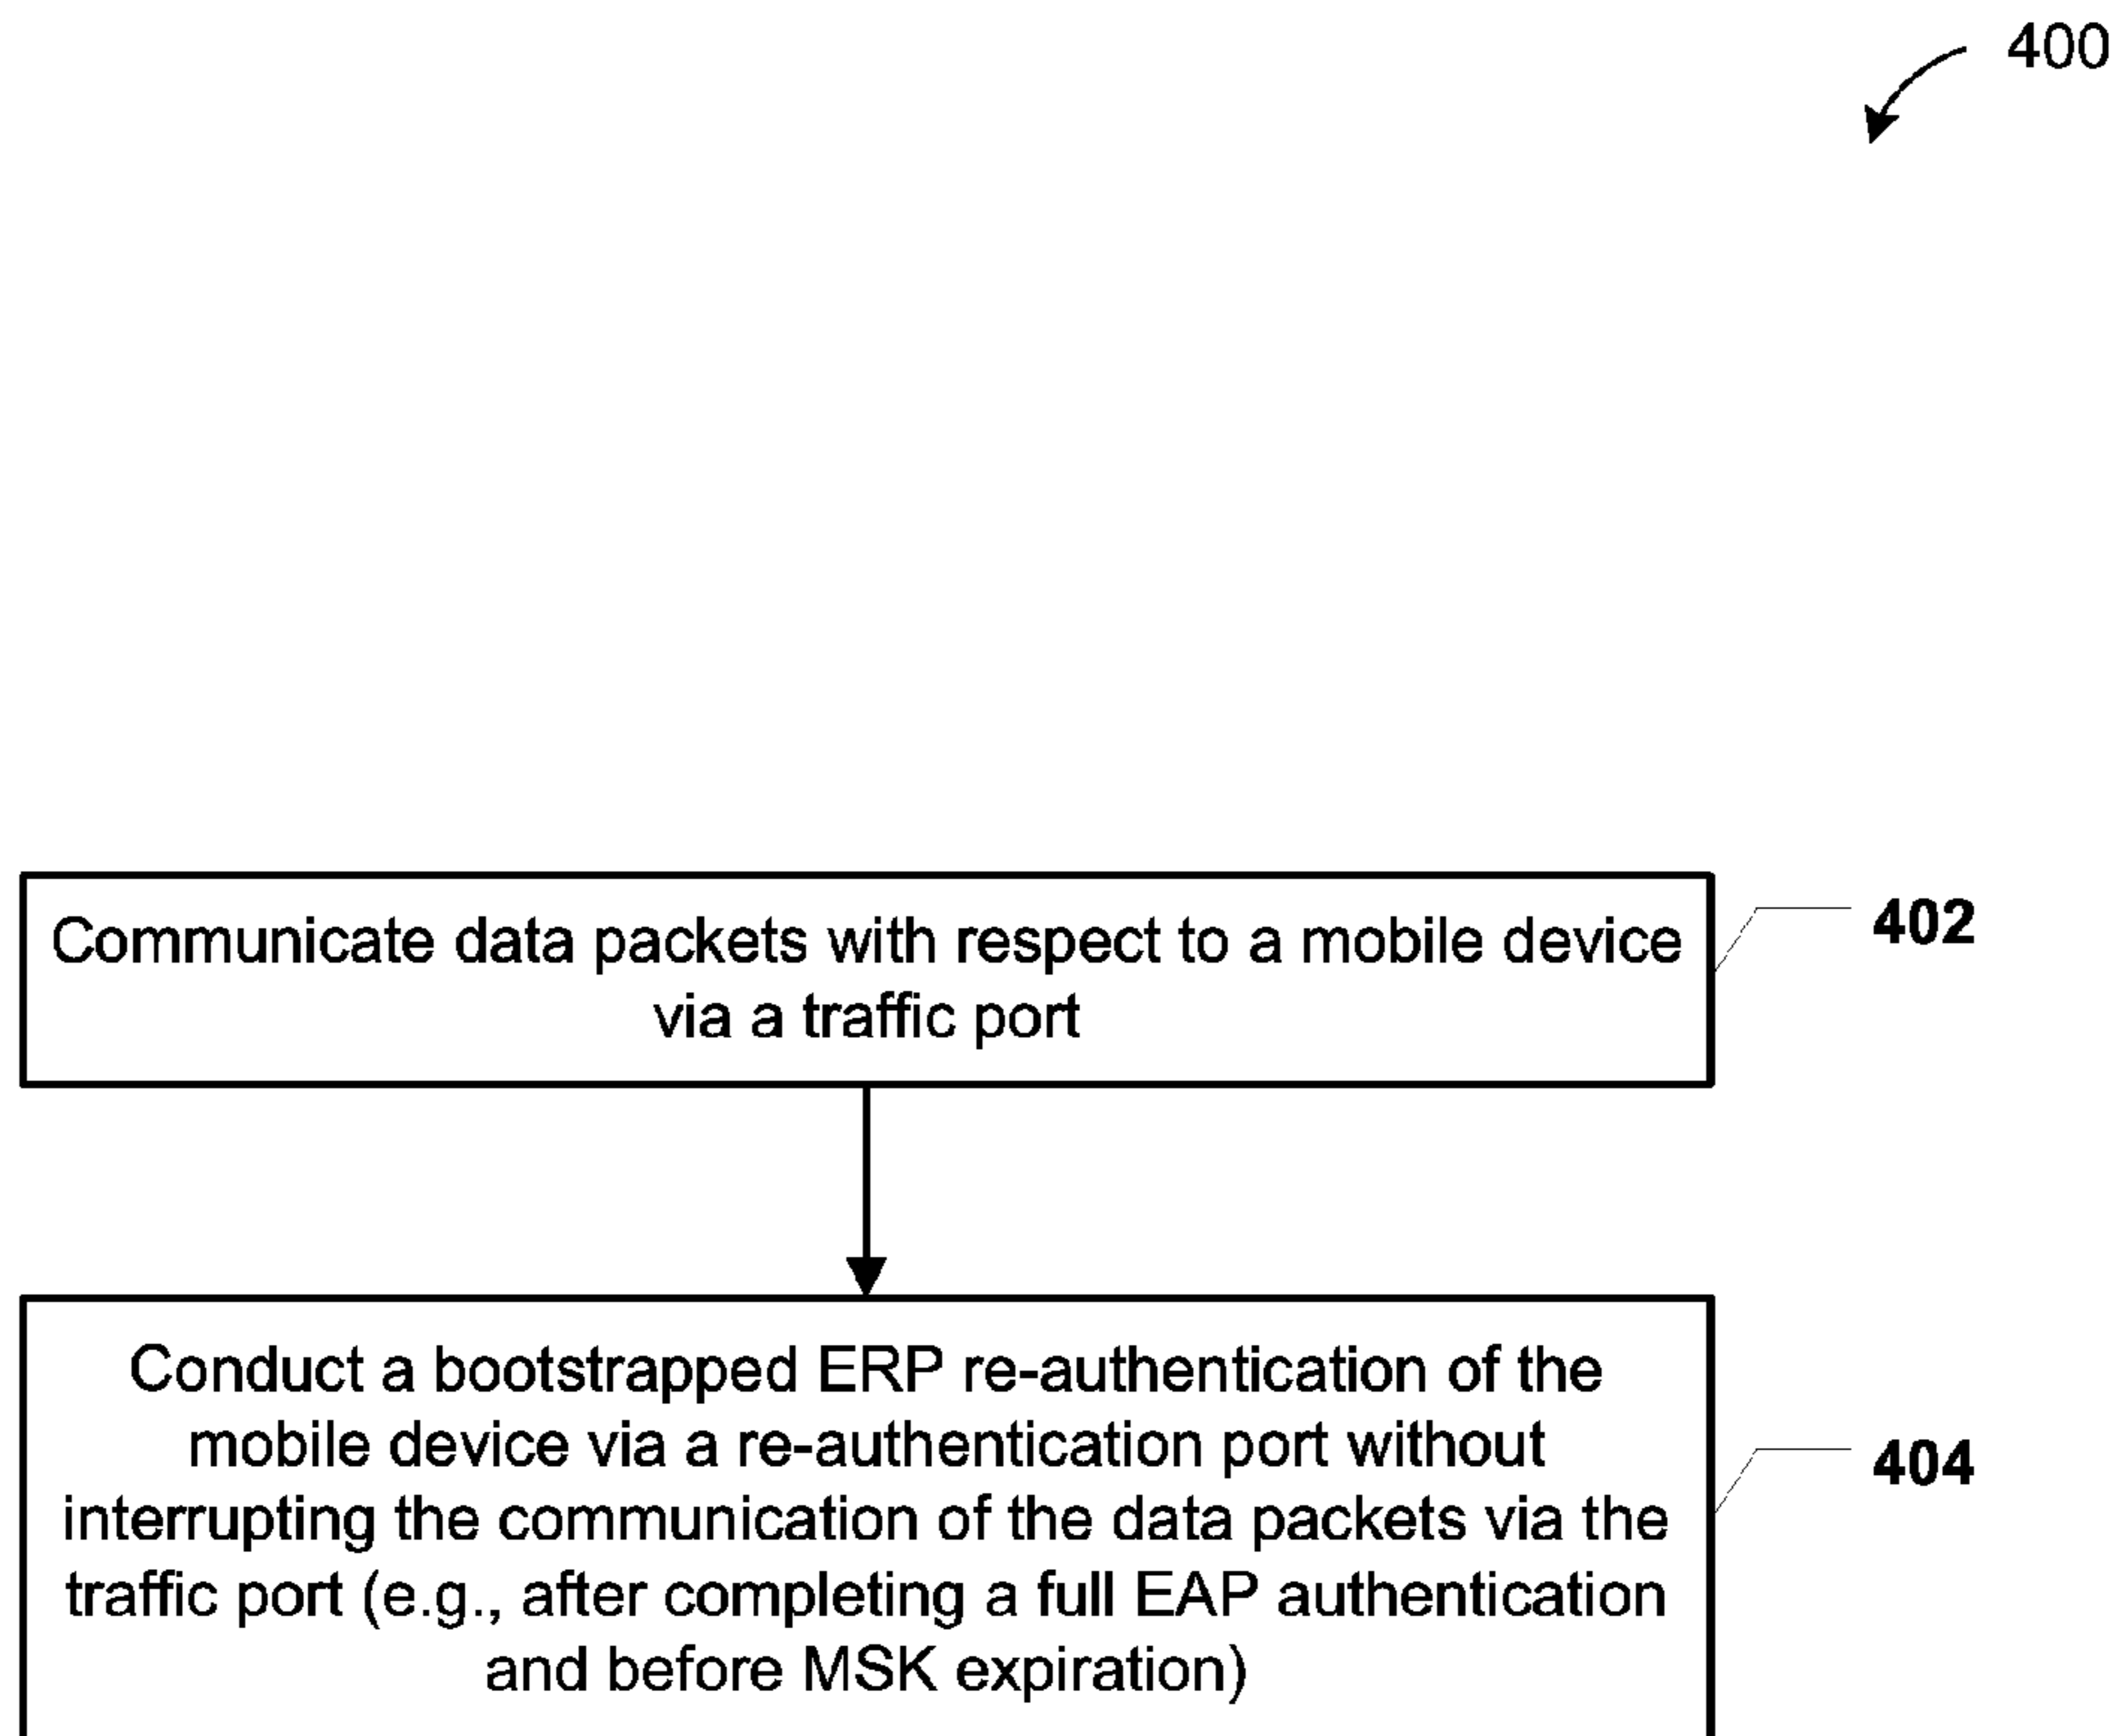 400
Communicate data packets with respect to a mobile device
via a traffic port
402
Conduct a bootstrapped ERP re-authentication of the
mobile device via a re-authentication port without
interrupting the communication of the data packets via the
traffic port (e.g., after completing a full EAP authentication
and before MSK expiration)
404